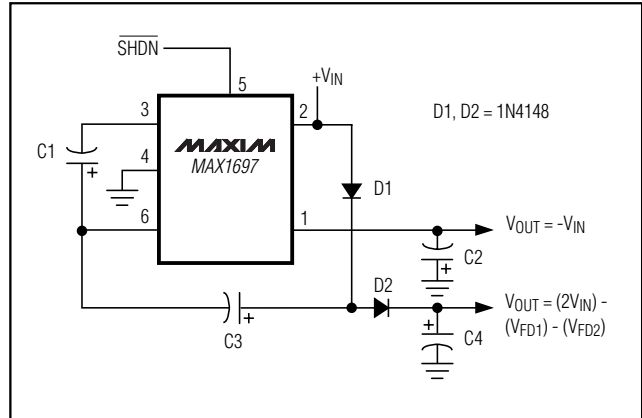 SHDN
+VIN
5
3
2
D1, D2 = 1N4148
MAXIM
MAX1697
C1
+
4
D1
6
1
VOUT = -VIN
C2
+
D2
VOUT = (2VIN) -
(VFD1) - (VFD2)
+
C3
+
C4